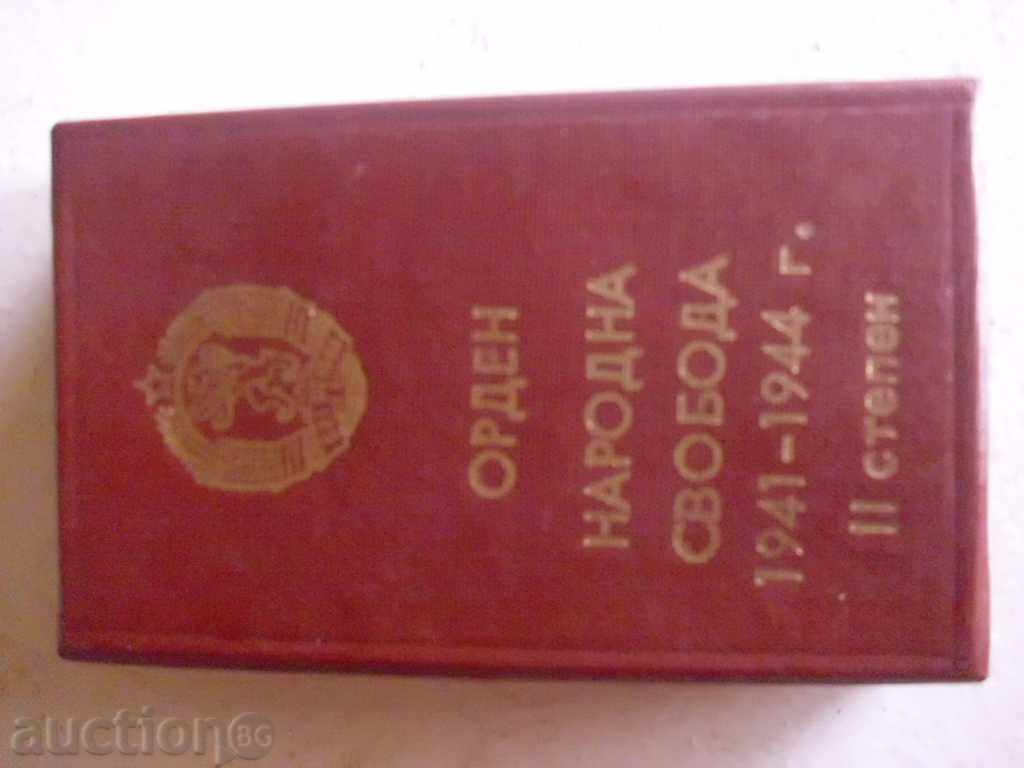 ОРДЕН
НАРОДНА
СВОБОДА
1941-1944 г.
II степен
auction BG